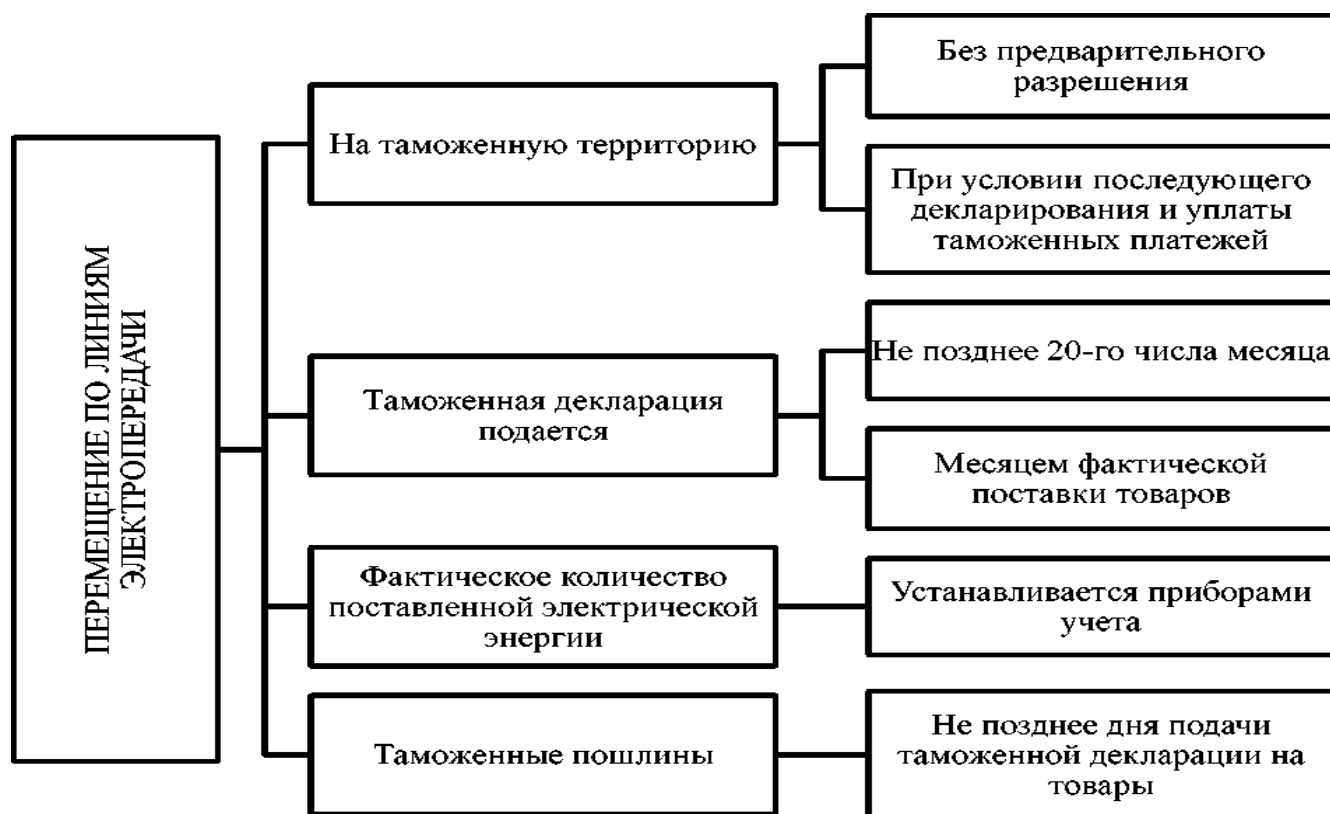 ПЕРЕМЕЩЕНИЕ ПО ЛИНИЯМ
ЭЛЕКТРОПЕРЕДАЧИ
На таможенную территорию
Без предварительного
разрешения
При условии последующего
декларирования и уплаты
таможенных платежей
Таможенная декларация
подается
Не позднее 20-го числа месяца
Месяцем фактической
поставки товаров
Фактическое количество
поставленной электрической
энергии
Устанавливается приборами
учета
Таможенные пошлины
Не позднее дня подачи
таможенной декларации на
товары